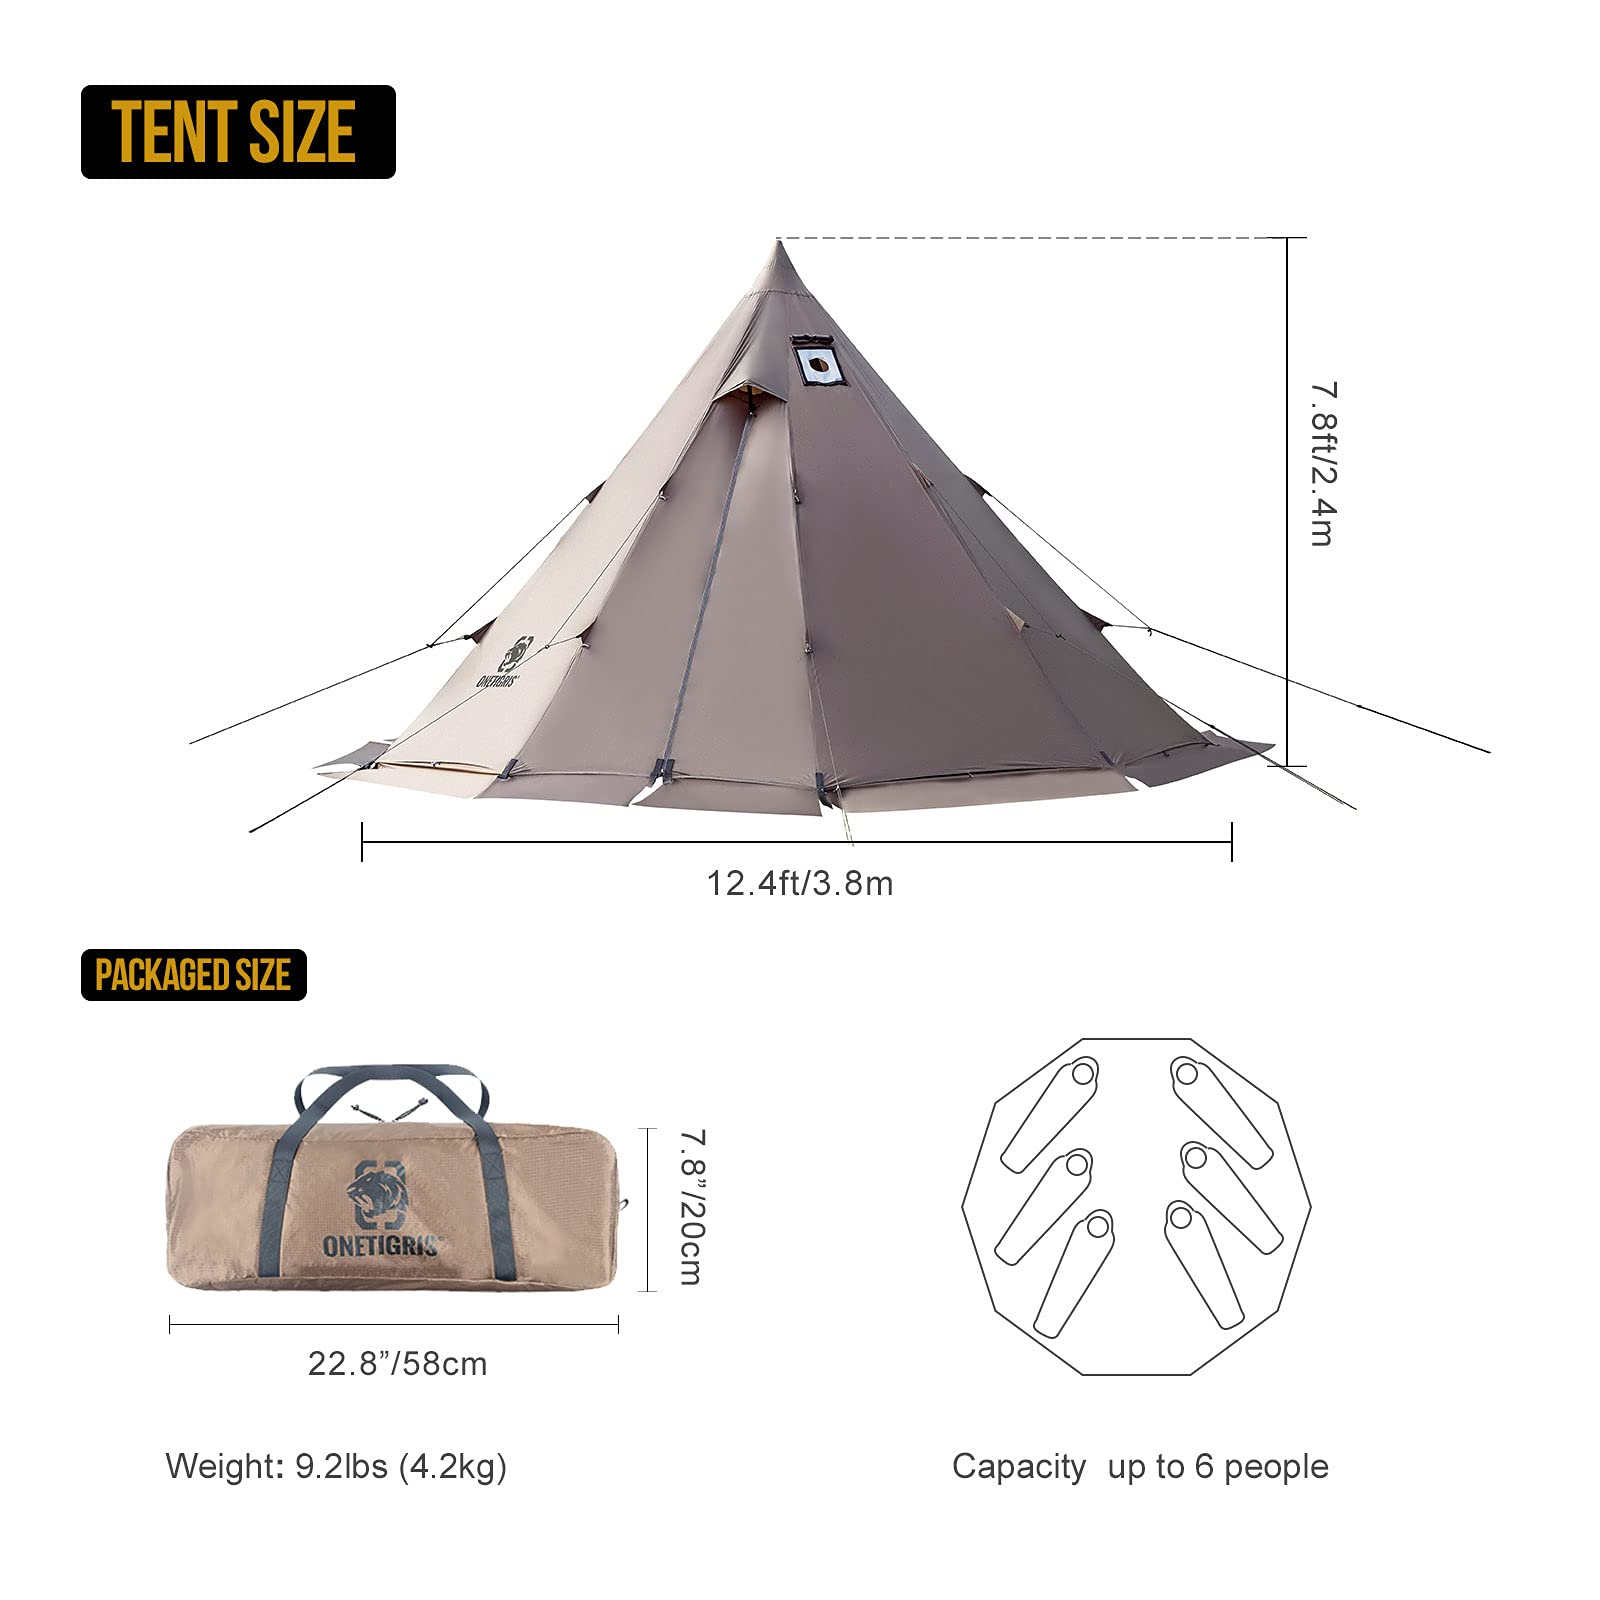 TENT SIZE
7.8ft/2.4m
ONETIGRIS
12.4ft/3.8m
PACKAGED SIZE
ONETIGRIS
7.8”/20cm
22.8”/58cm
Weight: 9.2lbs (4.2kg)
Capacity up to 6 people